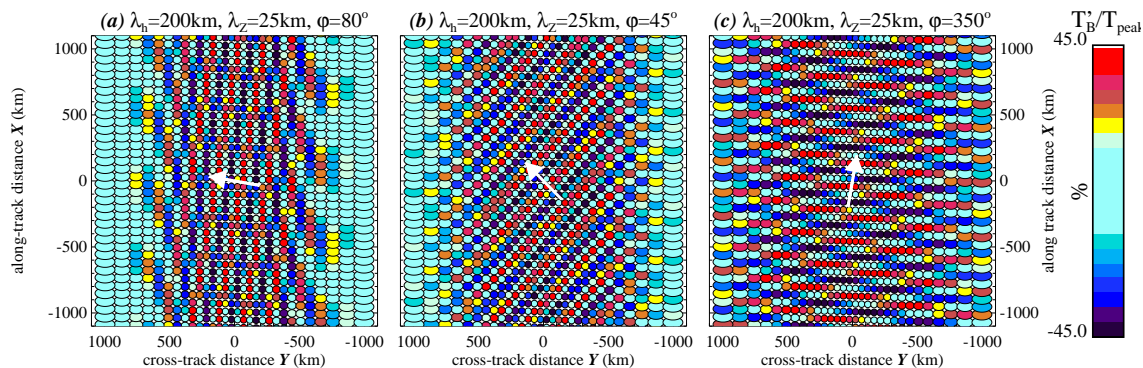 (a) λh=200km, λZ=25km, φ=80°
(b) λh=200km, λZ=25km, φ=45°
(c) λh=200km, λZ=25km, φ=350°
T'B/Tpeak
45.0
%
-45.0
along-track distance X (km)
1000
500
0
-500
-1000
1000 500 0 -500 -1000
cross-track distance Y (km)
1000 500 0 -500 -1000
cross-track distance Y (km)
1000 500 0 -500 -1000
cross-track distance Y (km)
1000
500
0
-500
-1000
along-track distance X (km)